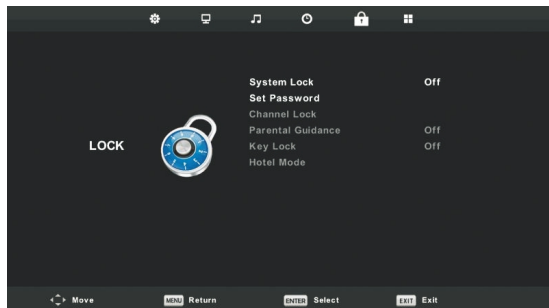 System Lock Off
Set Password
Channel Lock
Parental Guidance Off
LOCK
Key Lock Off
Hotel Mode
Move MENU Return ENTER Select EXIT Exit